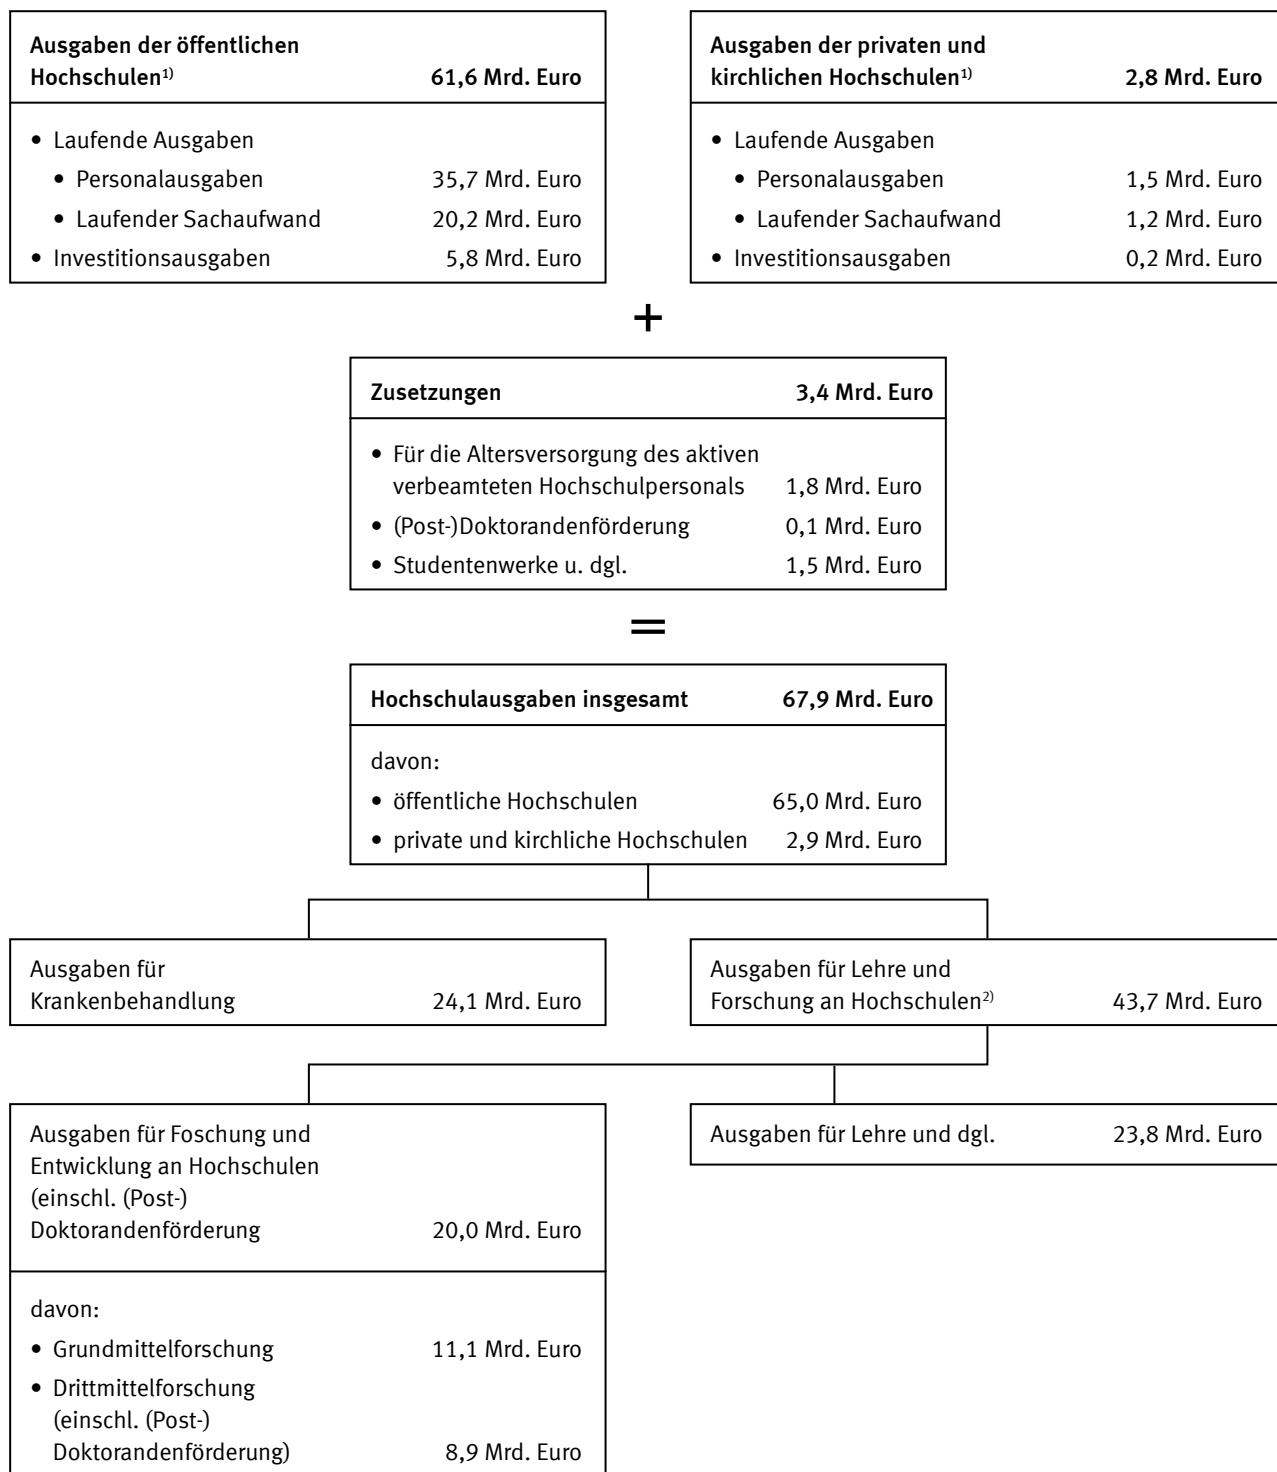 Ausgaben der öffentlichen
Hochschulen¹⁾ 61,6 Mrd. Euro
• Laufende Ausgaben
• Personalausgaben 35,7 Mrd. Euro
• Laufender Sachaufwand 20,2 Mrd. Euro
• Investitionsausgaben 5,8 Mrd. Euro
Ausgaben der privaten und
kirchlichen Hochschulen¹⁾ 2,8 Mrd. Euro
• Laufende Ausgaben
• Personalausgaben 1,5 Mrd. Euro
• Laufender Sachaufwand 1,2 Mrd. Euro
• Investitionsausgaben 0,2 Mrd. Euro
+
Zusetzungen 3,4 Mrd. Euro
• Für die Altersversorgung des aktiven
verbeamteten Hochschulpersonals 1,8 Mrd. Euro
• (Post-)Doktorandenförderung 0,1 Mrd. Euro
• Studentenwerke u. dgl. 1,5 Mrd. Euro
=
Hochschulausgaben insgesamt 67,9 Mrd. Euro
davon:
• öffentliche Hochschulen 65,0 Mrd. Euro
• private und kirchliche Hochschulen 2,9 Mrd. Euro
Ausgaben für
Krankenbehandlung 24,1 Mrd. Euro
Ausgaben für Lehre und
Forschung an Hochschulen²⁾ 43,7 Mrd. Euro
Ausgaben für Foschung und
Entwicklung an Hochschulen
(einschl. (Post-)
Doktorandenförderung 20,0 Mrd. Euro
davon:
• Grundmittelforschung 11,1 Mrd. Euro
• Drittmittelforschung
(einschl. (Post-)
Doktorandenförderung) 8,9 Mrd. Euro
Ausgaben für Lehre und dgl. 23,8 Mrd. Euro